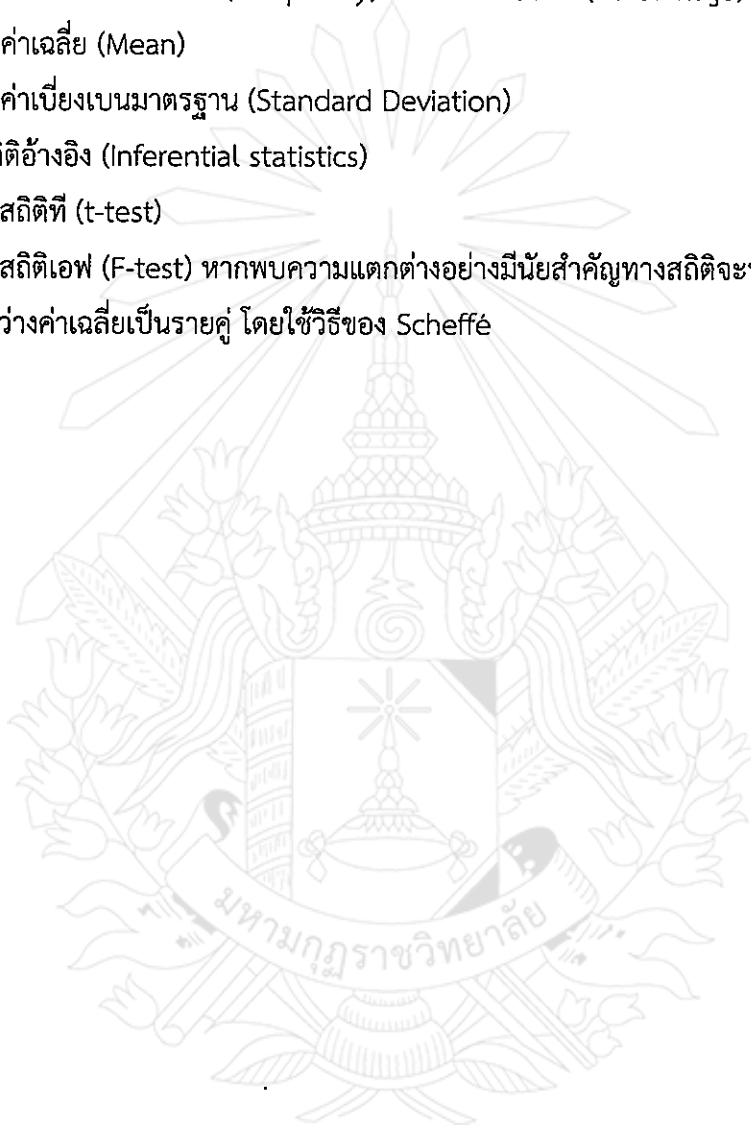 ค่าเฉลี่ย (Mean)
ค่าเบี่ยงเบนมาตรฐาน (Standard Deviation)
ติอ้างอิง (Inferential statistics)
สถิติที (t-test)
สถิติเอฟ (F-test) หากพบความแตกต่างอย่างมีนัยสำคัญทางสถิติจะ
ว่างค่าเฉลี่ยเป็นรายคู่ โดยใช้วิธีของ Scheffé
มหามกุฏราชวิทยาลัย